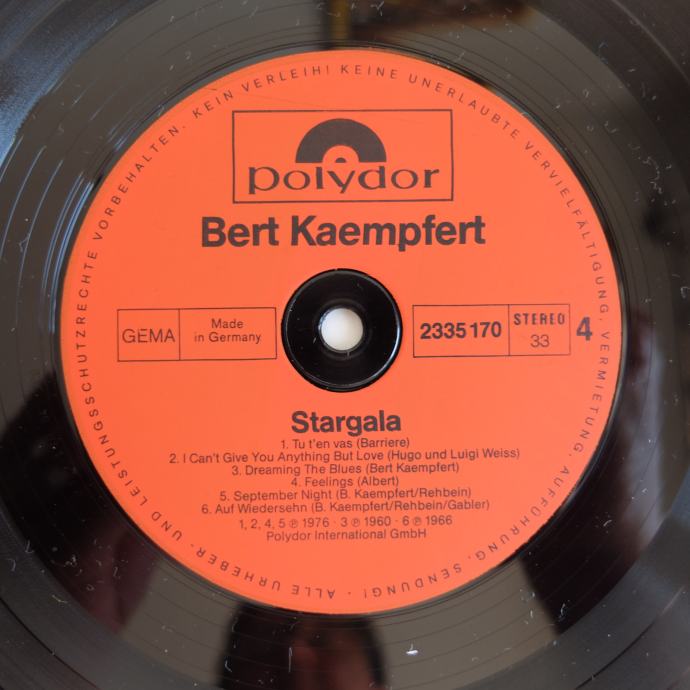 ALLE URHEBER- UND LEISTUNGSSCHUTZRECHTE VORBEHALTEN. KEIN VERLEIH! KEINE UNERLAUBTE VERVIELFÄLTIGUNG, VERMIETUNG, AUFFÜHRUNG, SENDUNG! ·
polydor
Bert Kaempfert
GEMA
Made
in Germany
2335 170
STEREO
33
4
Stargala
1. Tu t'en vas (Barriere)
2. I Can't Give You Anything But Love (Hugo und Luigi Weiss)
3. Dreaming The Blues (Bert Kaempfert)
4. Feelings (Albert)
5. September Night (B. Kaempfert/Rehbein)
6. Auf Wiedersehn (B. Kaempfert/Rehbein/Gabler)
1, 2, 4, 5 ℗ 1976 · 3 ℗ 1960 · 6 ℗ 1966
Polydor International GmbH